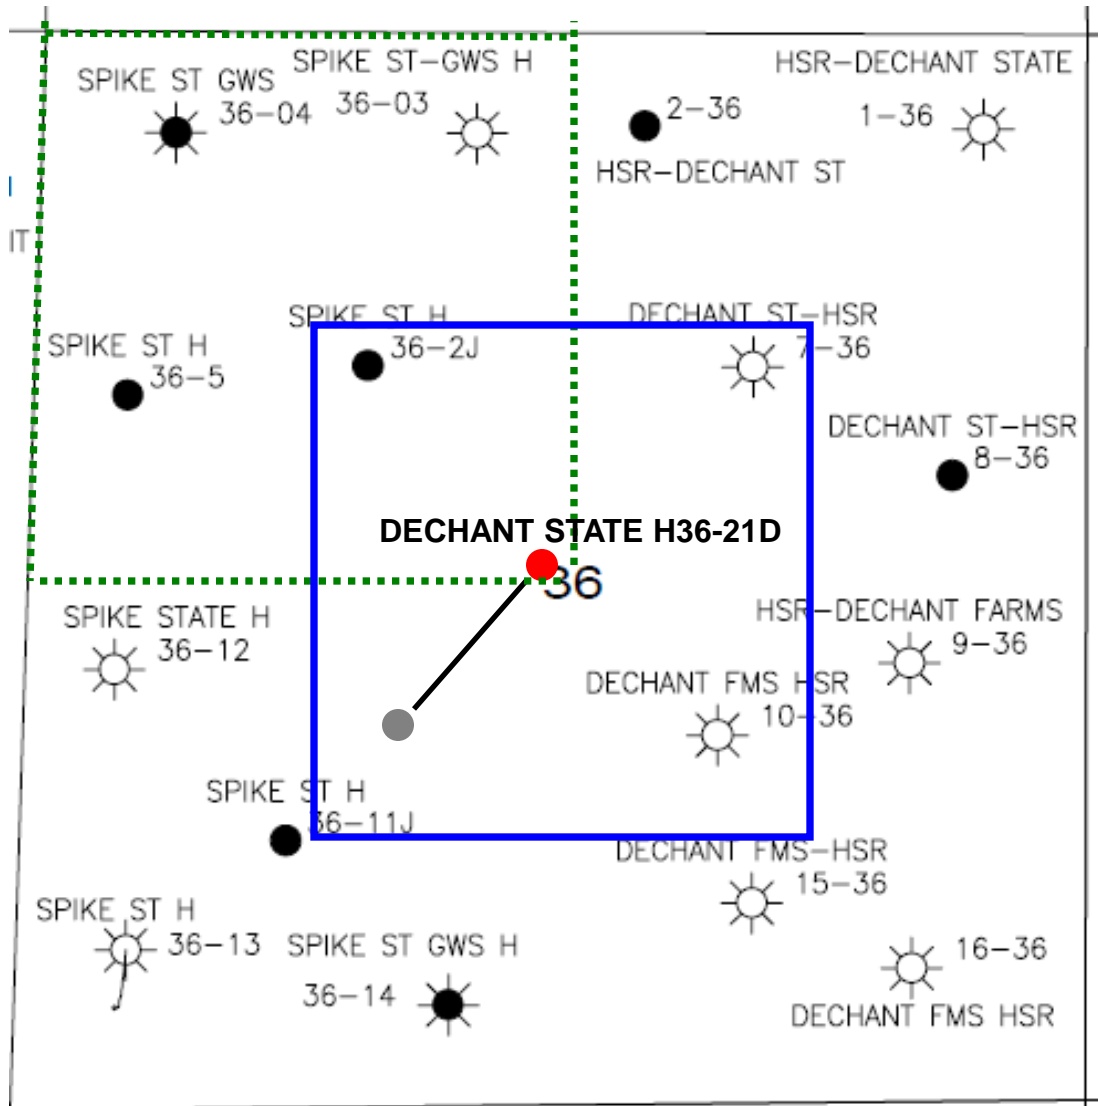 SPIKE ST GWS
36-04
SPIKE ST-GWS H
36-03
2-36
HSR-DECHANT ST
HSR-DECHANT STATE
1-36
IT
SPIKE ST H
36-5
SPIKE ST H
36-2J
DECHANT ST-HSR
7-36
DECHANT ST-HSR
8-36
DECHANT STATE H36-21D
36
SPIKE STATE H
36-12
HSR-DECHANT FARMS
9-36
DECHANT FMS HSR
10-36
SPIKE ST H
36-11J
DECHANT FMS-HSR
15-36
SPIKE ST H
36-13
SPIKE ST GWS H
36-14
16-36
DECHANT FMS HSR